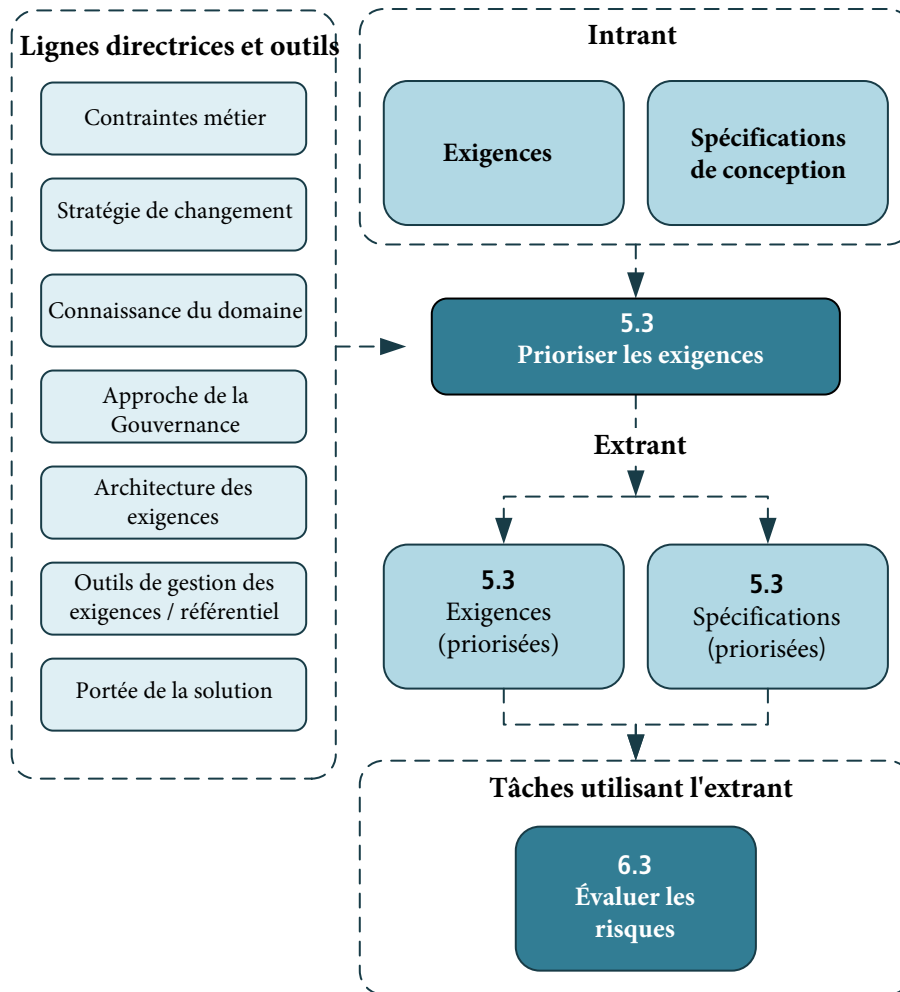 Lignes directrices et outils
Contraintes métier
Stratégie de changement
Connaissance du domaine
Approche de la
Gouvernance
Architecture des
exigences
Outils de gestion des
exigences / référentiel
Portée de la solution
Intrant
Exigences
Spécifications
de conception
5.3
Prioriser les exigences
Extrant
5.3
Exigences
(priorisées)
5.3
Spécifications
(priorisées)
Tâches utilisant l'extrant
6.3
Évaluer les
risques